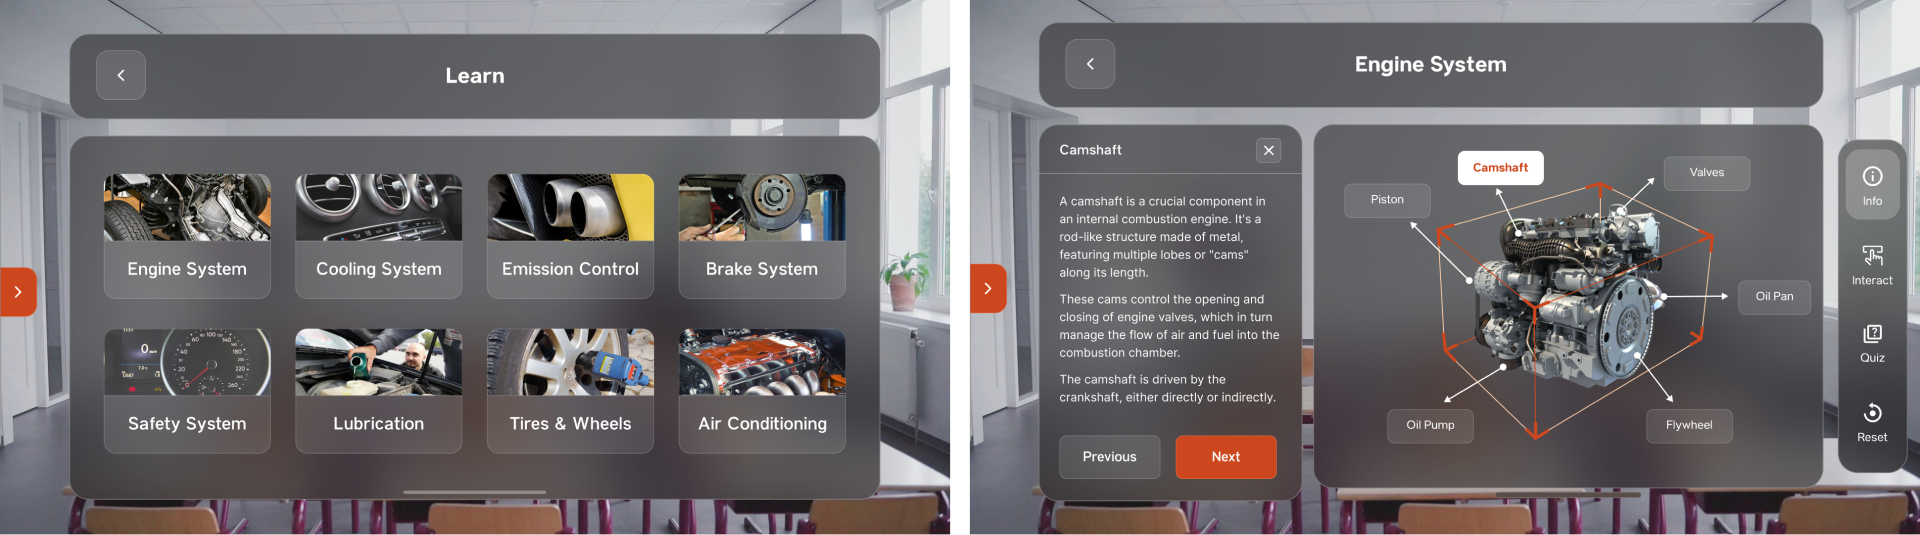 Learn
Engine System
Cooling System
Emission Control
Brake System
Safety System
Lubrication
Tires & Wheels
Air Conditioning
Engine System
Camshaft
A camshaft is a crucial component in
an internal combustion engine. It's a
rod-like structure made of metal,
featuring multiple lobes or "cams"
along its length.
These cams control the opening and
closing of engine valves, which in turn
manage the flow of air and fuel into the
combustion chamber.
The camshaft is driven by the
crankshaft, either directly or indirectly.
Previous
Next
Camshaft
Valves
Piston
Oil Pan
Oil Pump
Flywheel
Info
Interact
Quiz
Reset